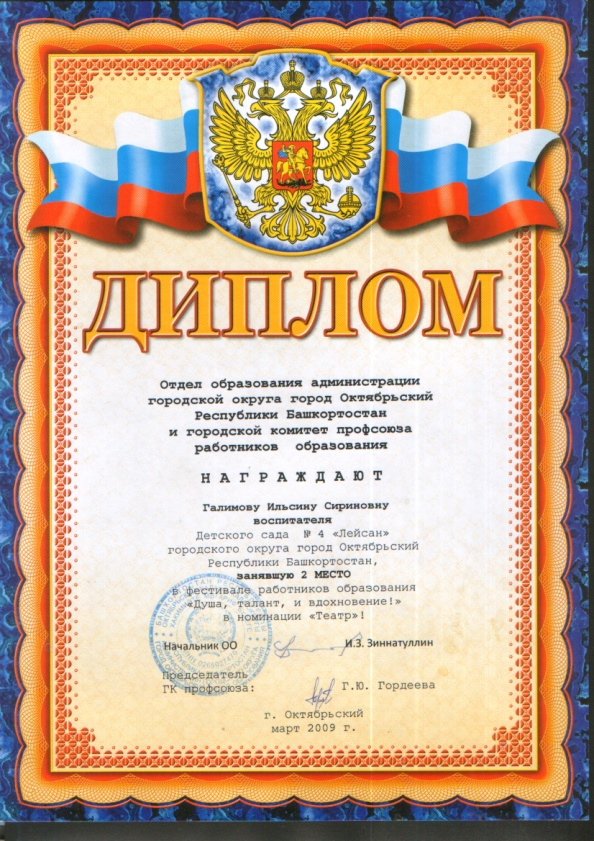 ДИПЛОМ
Отдел образования администрации
городской округа город Октябрьский
Республики Башкортостан
и городской комитет профсоюза
работников образования
НАГРАЖДАЮТ
Галимову Ильсину Сириновну
воспитателя
Детского сада № 4 «Лейсан»
городского округа город Октябрьский
Республики Башкортостан,
занявшую 2 МЕСТО
в фестивале работников образования
«Душа, талант, и вдохновение!»
в номинации «Театр»!
Начальник ОО И.З. Зиннатуллин
Председатель
ГК профсоюза: Г.Ю. Гордеева
г. Октябрьский
март 2009 г.